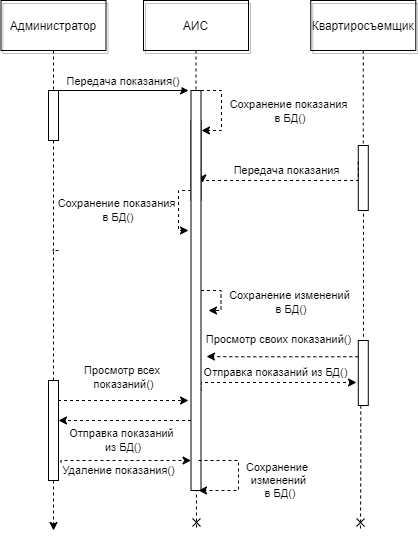 Администратор
АИС
Квартиросъемщик
Передача показания()
Сохранение показания
в БД()
Передача показания
Сохранение показания
в БД()
Сохранение изменений
в БД()
Просмотр своих показаний()
Отправка показаний из БД()
Просмотр всех
показаний()
Отправка показаний
из БД()
Удаление показания()
Сохранение
изменений
в БД()